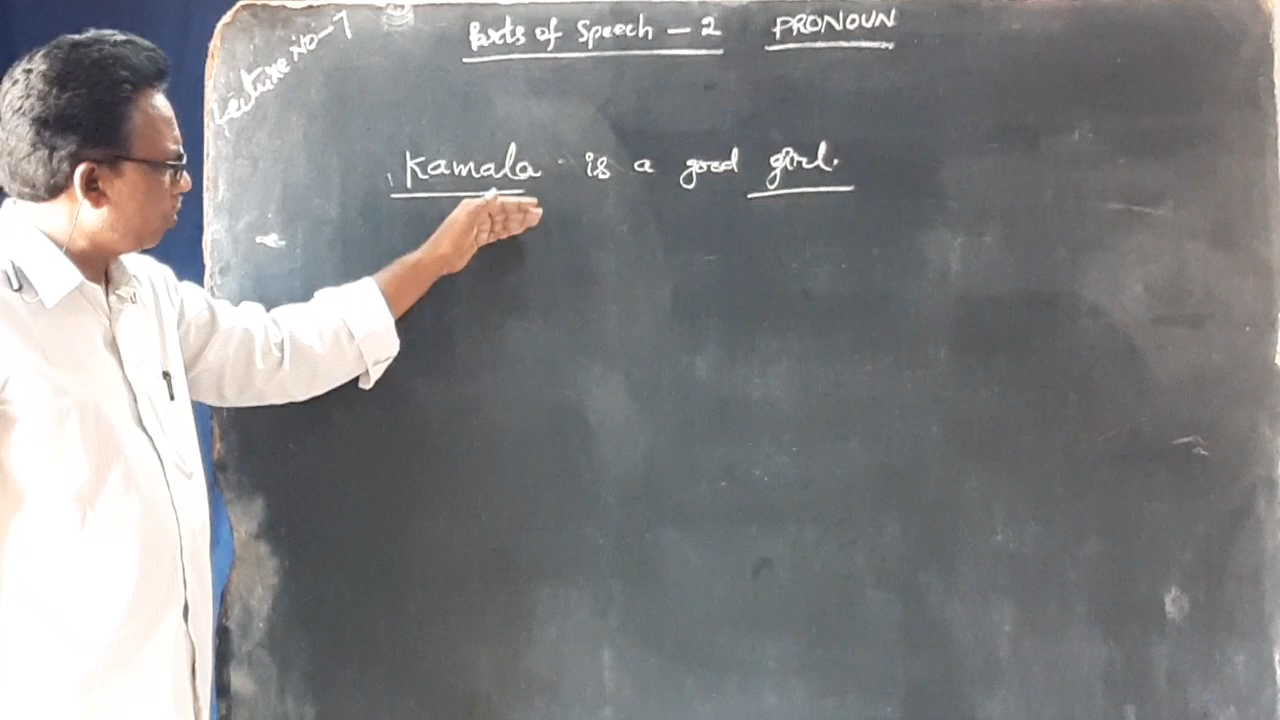 Lecture No-7
Parts of Speech - 2 PRONOUN
Kamala is a good girl.